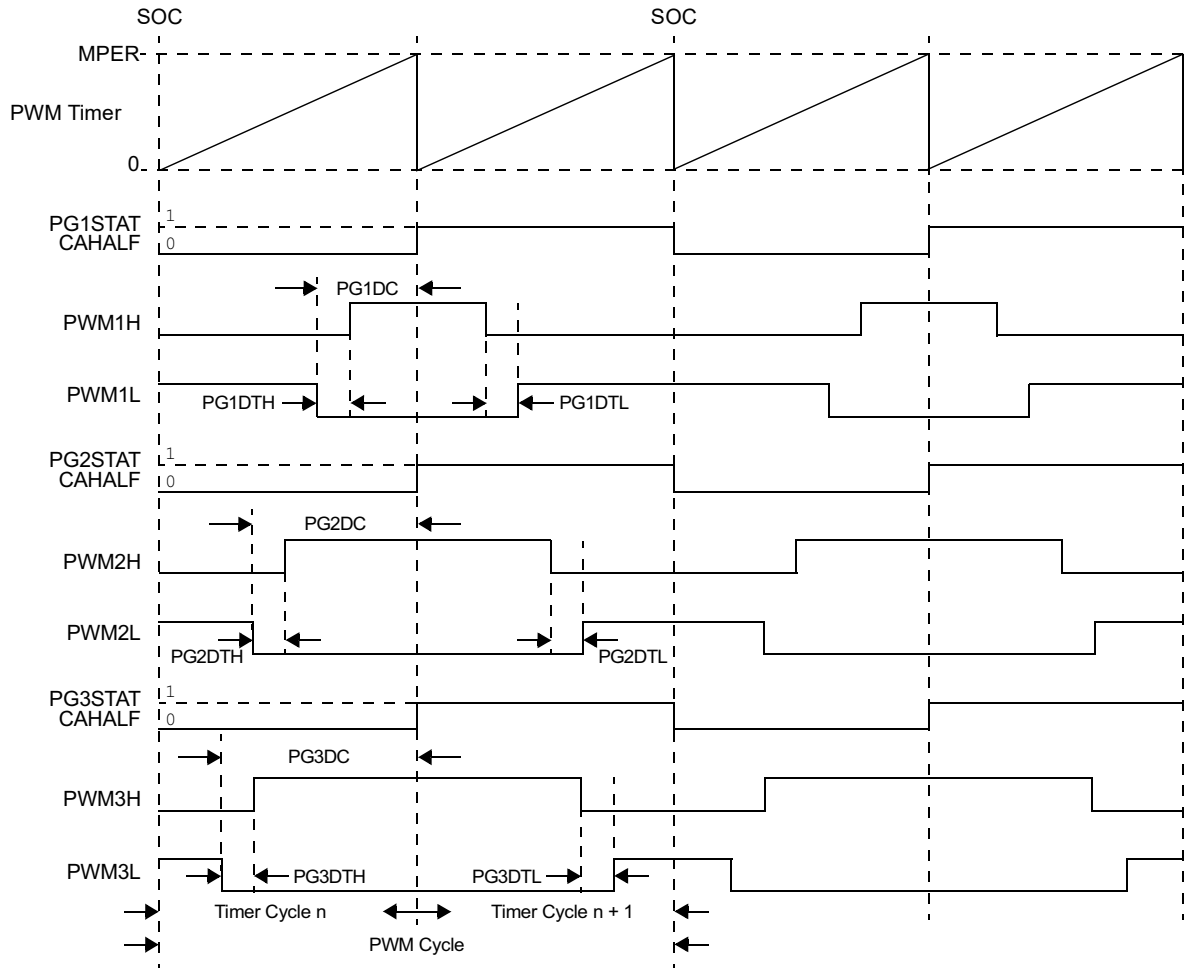 SOC
SOC
MPER
PWM Timer
0
PG1STAT
CAHALF
1
0
PG1DC
PWM1H
PWM1L
PG1DTH
PG1DTL
PG2STAT
CAHALF
1
0
PG2DC
PWM2H
PWM2L
PG2DTH
PG2DTL
PG3STAT
CAHALF
1
0
PG3DC
PWM3H
PWM3L
PG3DTH
PG3DTL
Timer Cycle n
Timer Cycle n + 1
PWM Cycle